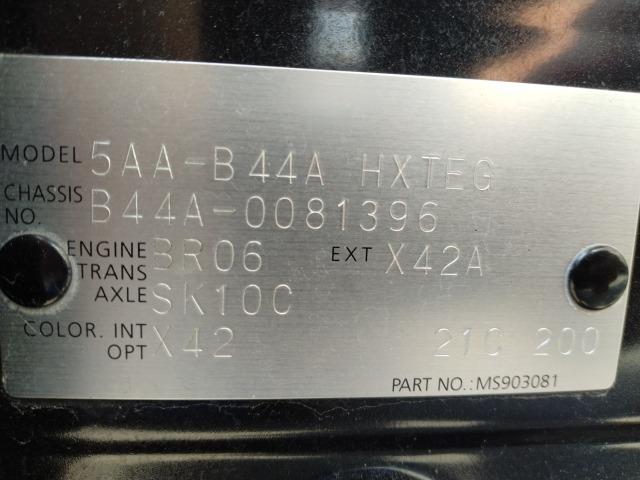 MODEL 5AA-B44A HXTEG
CHASSIS NO. B44A-0081396
ENGINE BR06 EXT X42A
TRANS AXLE SK10C
COLOR. INT X42 21C 200
OPT
PART NO.: MS903081